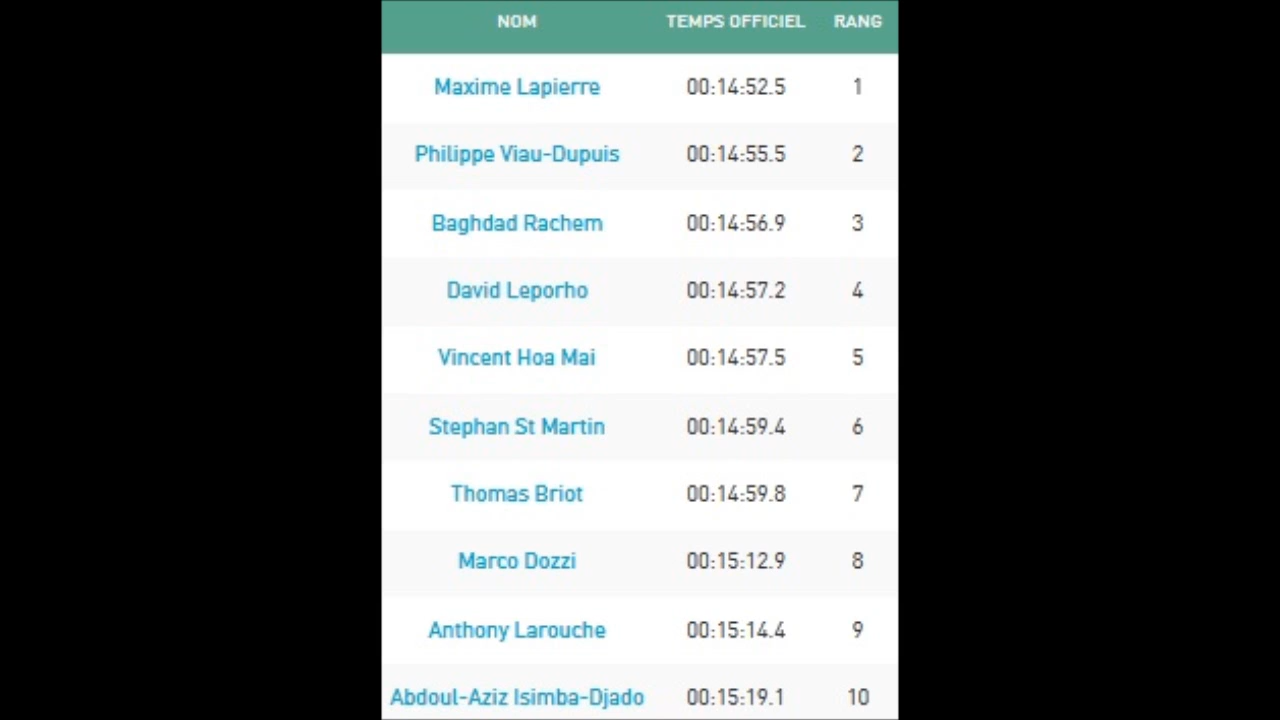 NOM TEMPS OFFICIEL RANG
Maxime Lapierre 00:14:52.5 1
Philippe Viau-Dupuis 00:14:55.5 2
Baghdad Rachem 00:14:56.9 3
David Leporho 00:14:57.2 4
Vincent Hoa Mai 00:14:57.5 5
Stephan St Martin 00:14:59.4 6
Thomas Briot 00:14:59.8 7
Marco Dozzi 00:15:12.9 8
Anthony Larouche 00:15:14.4 9
Abdoul-Aziz Isimba-Djado 00:15:19.1 10